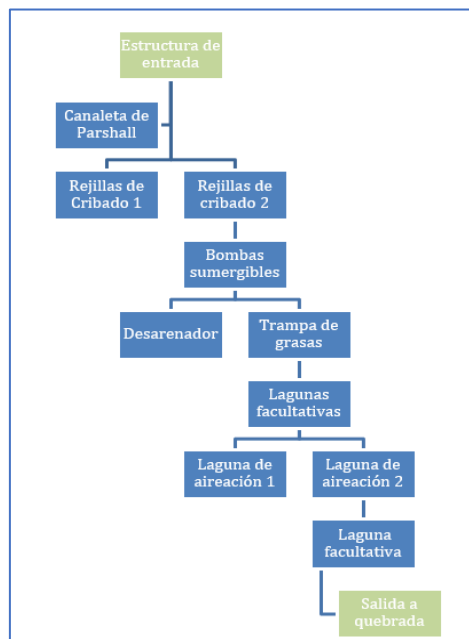 Estructura de
entrada
Canaleta de
Parshall
Rejillas de
Cribado 1
Rejillas de
cribado 2
Bombas
sumergibles
Desarenador
Trampa de
grasas
Lagunas
facultativas
Laguna de
aireación 1
Laguna de
aireación 2
Laguna
facultativa
Salida a
quebrada